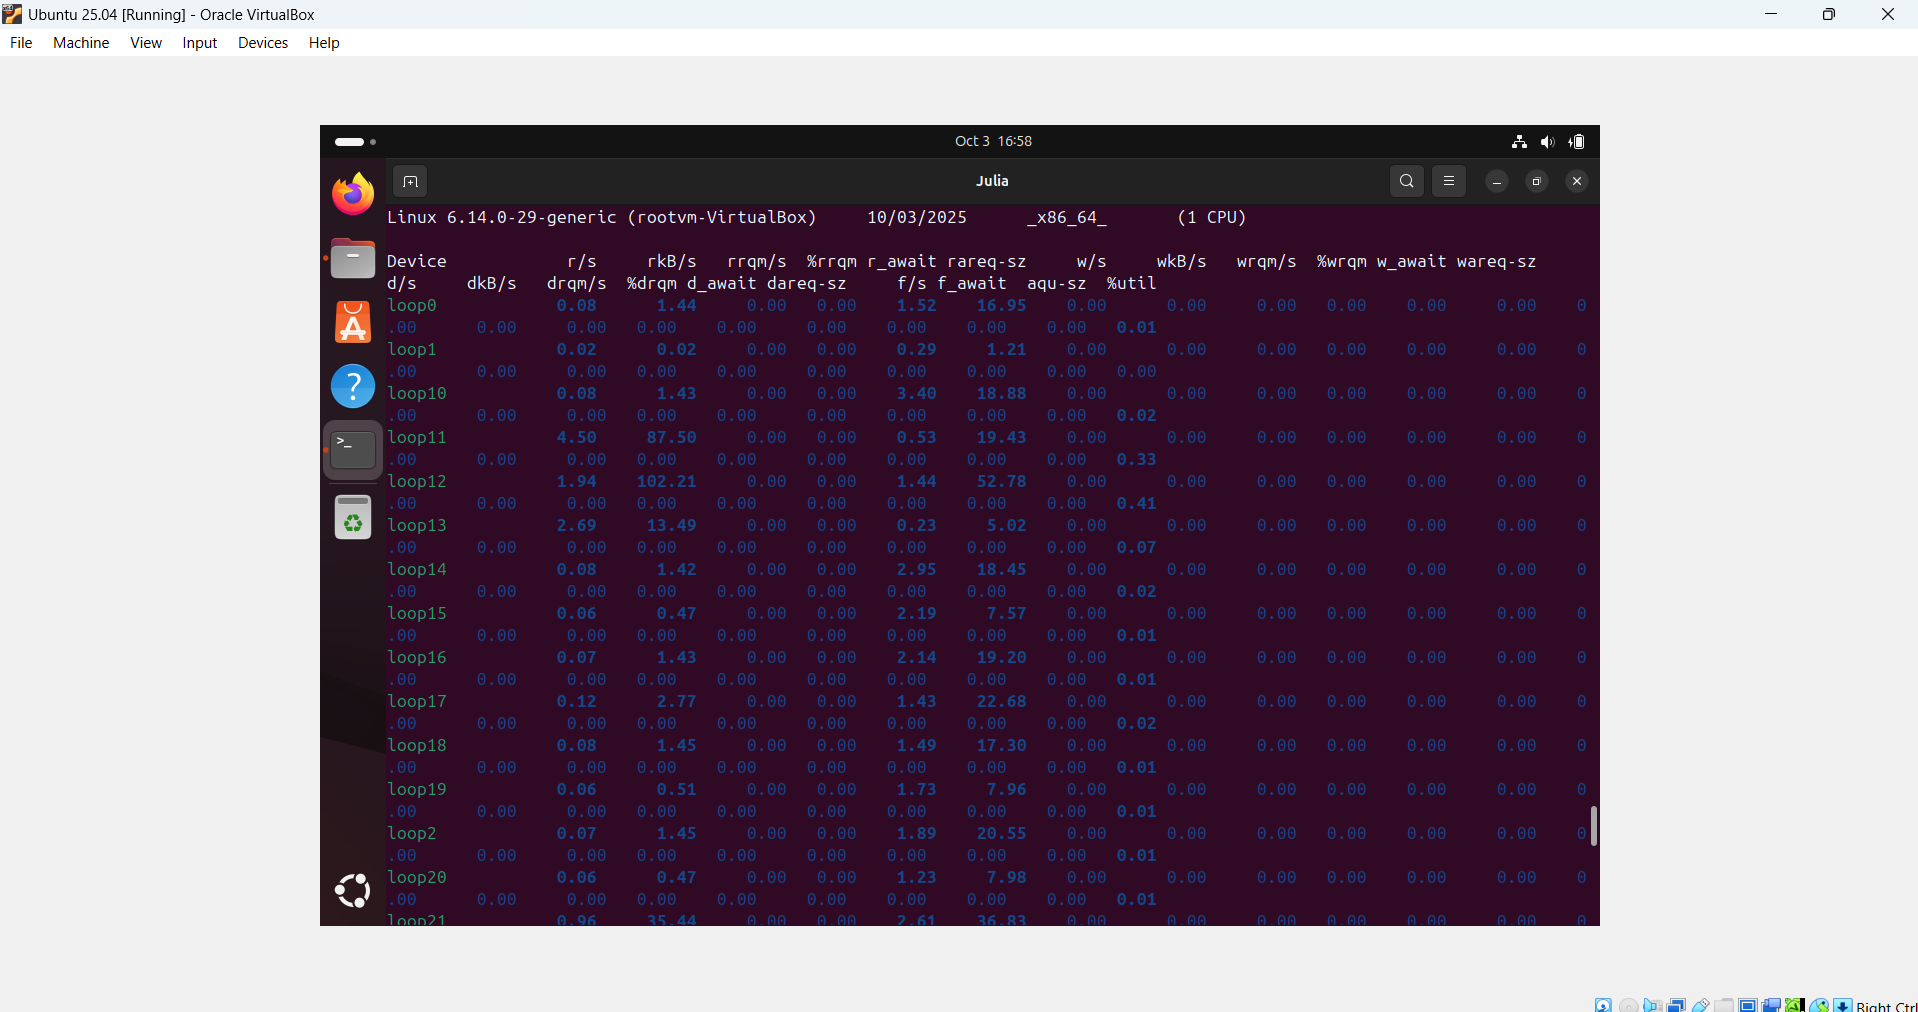 Ubuntu 25.04 [Running] - Oracle VirtualBox
File Machine View Input Devices Help
Oct 3 16:58
Julia
Linux 6.14.0-29-generic (rootvm-VirtualBox) 10/03/2025 _x86_64_ (1 CPU)
Device r/s rkB/s rrqm/s %rrqm r_await rareq-sz w/s wkB/s wrqm/s %wrqm w_await wareq-sz
d/s dkB/s drqm/s %drqm d_await dareq-sz f/s f_await aqu-sz %util
loop0 0.08 1.44 0.00 0.00 1.52 16.95 0.00 0.00 0.00 0.00 0.00 0.00 0
.00 0.00 0.00 0.00 0.00 0.00 0.00 0.00 0.00 0.01
loop1 0.02 0.02 0.00 0.00 0.29 1.21 0.00 0.00 0.00 0.00 0.00 0.00 0
.00 0.00 0.00 0.00 0.00 0.00 0.00 0.00 0.00 0.00
loop10 0.08 1.43 0.00 0.00 3.40 18.88 0.00 0.00 0.00 0.00 0.00 0.00 0
.00 0.00 0.00 0.00 0.00 0.00 0.00 0.00 0.00 0.02
loop11 4.50 87.50 0.00 0.00 0.53 19.43 0.00 0.00 0.00 0.00 0.00 0.00 0
.00 0.00 0.00 0.00 0.00 0.00 0.00 0.00 0.00 0.33
loop12 1.94 102.21 0.00 0.00 1.44 52.78 0.00 0.00 0.00 0.00 0.00 0.00 0
.00 0.00 0.00 0.00 0.00 0.00 0.00 0.00 0.00 0.41
loop13 2.69 13.49 0.00 0.00 0.23 5.02 0.00 0.00 0.00 0.00 0.00 0.00 0
.00 0.00 0.00 0.00 0.00 0.00 0.00 0.00 0.00 0.07
loop14 0.08 1.42 0.00 0.00 2.95 18.45 0.00 0.00 0.00 0.00 0.00 0.00 0
.00 0.00 0.00 0.00 0.00 0.00 0.00 0.00 0.00 0.02
loop15 0.06 0.47 0.00 0.00 2.19 7.57 0.00 0.00 0.00 0.00 0.00 0.00 0
.00 0.00 0.00 0.00 0.00 0.00 0.00 0.00 0.00 0.01
loop16 0.07 1.43 0.00 0.00 2.14 19.20 0.00 0.00 0.00 0.00 0.00 0.00 0
.00 0.00 0.00 0.00 0.00 0.00 0.00 0.00 0.00 0.01
loop17 0.12 2.77 0.00 0.00 1.43 22.68 0.00 0.00 0.00 0.00 0.00 0.00 0
.00 0.00 0.00 0.00 0.00 0.00 0.00 0.00 0.00 0.02
loop18 0.08 1.45 0.00 0.00 1.49 17.30 0.00 0.00 0.00 0.00 0.00 0.00 0
.00 0.00 0.00 0.00 0.00 0.00 0.00 0.00 0.00 0.01
loop19 0.06 0.51 0.00 0.00 1.73 7.96 0.00 0.00 0.00 0.00 0.00 0.00 0
.00 0.00 0.00 0.00 0.00 0.00 0.00 0.00 0.00 0.01
loop2 0.07 1.45 0.00 0.00 1.89 20.55 0.00 0.00 0.00 0.00 0.00 0.00 0
.00 0.00 0.00 0.00 0.00 0.00 0.00 0.00 0.00 0.01
loop20 0.06 0.47 0.00 0.00 1.23 7.98 0.00 0.00 0.00 0.00 0.00 0.00 0
.00 0.00 0.00 0.00 0.00 0.00 0.00 0.00 0.00 0.01
loop21 0.96 35.44 0.00 0.00 2.61 36.83 0.00 0.00 0.00 0.00 0.00 0.00 0
Right Ctrl